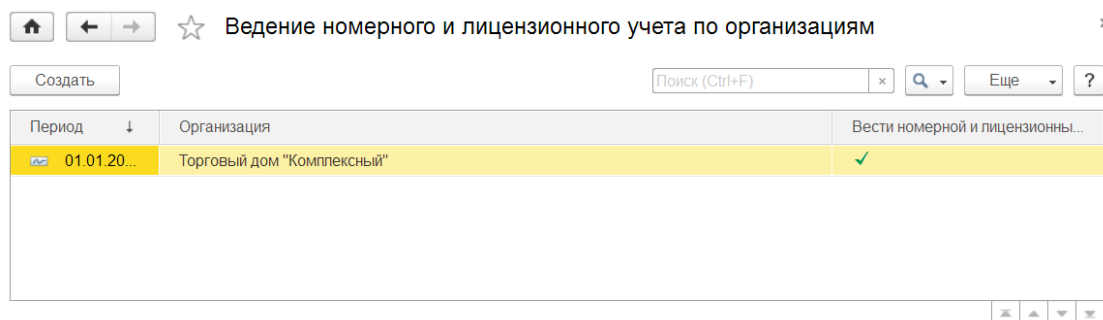 Ведение номерного и лицензионного учета по организациям
Создать Поиск (Ctrl+F) × Еще ?
Период ↓ Организация Вести номерной и лицензионны...
01.01.20... Торговый дом "Комплексный"